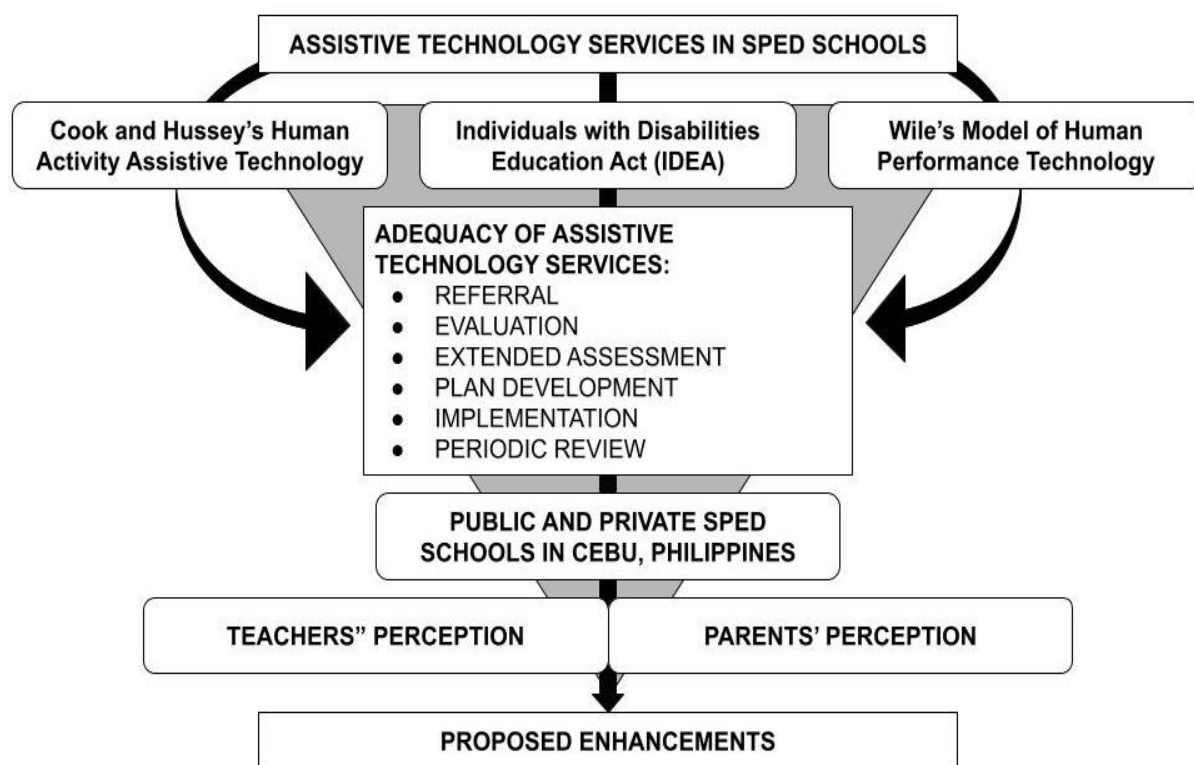 ASSISTIVE TECHNOLOGY SERVICES IN SPED SCHOOLS
Cook and Hussey's Human
Activity Assistive Technology
Individuals with Disabilities
Education Act (IDEA)
Wile's Model of Human
Performance Technology
ADEQUACY OF ASSISTIVE
TECHNOLOGY SERVICES:
● REFERRAL
● EVALUATION
● EXTENDED ASSESSMENT
● PLAN DEVELOPMENT
● IMPLEMENTATION
● PERIODIC REVIEW
PUBLIC AND PRIVATE SPED
SCHOOLS IN CEBU, PHILIPPINES
TEACHERS” PERCEPTION
PARENTS’ PERCEPTION
PROPOSED ENHANCEMENTS